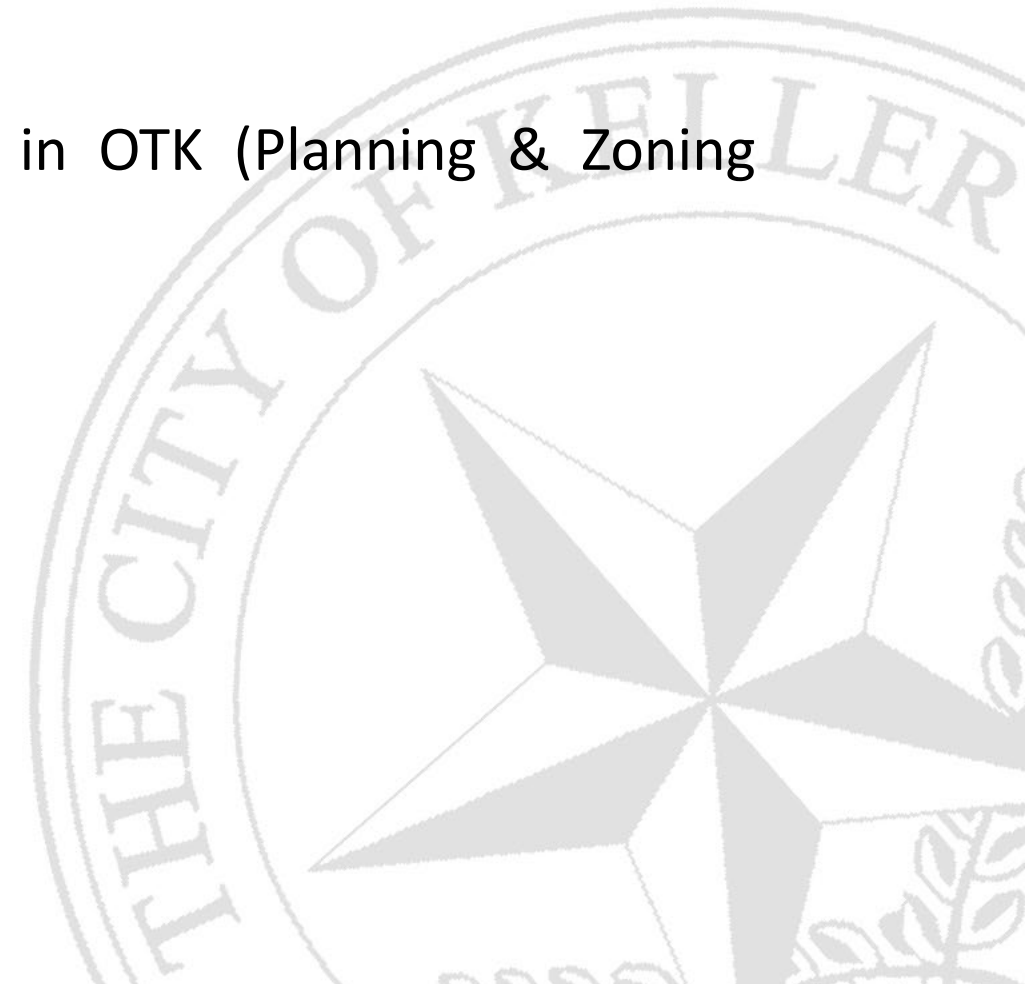 in OTK (Planning & Zoning
THE CITY OF KELLER